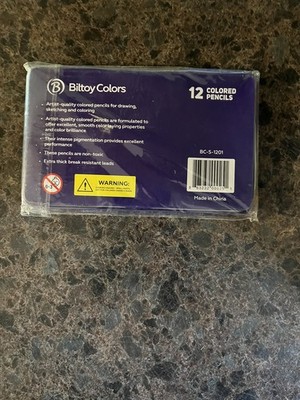 B Biltoy Colors
12 COLORED
PENCILS
- Artist-quality colored pencils for drawing,
sketching and coloring
- Artist-quality colored pencils are formulated to
offer excellent, smooth color laying properties
and color brilliance.
- Their intense pigmentation provides excellent
performance
- These pencils are non-toxic
- Extra thick break resistant leads
BC-S-1201
WARNING:
Made in China